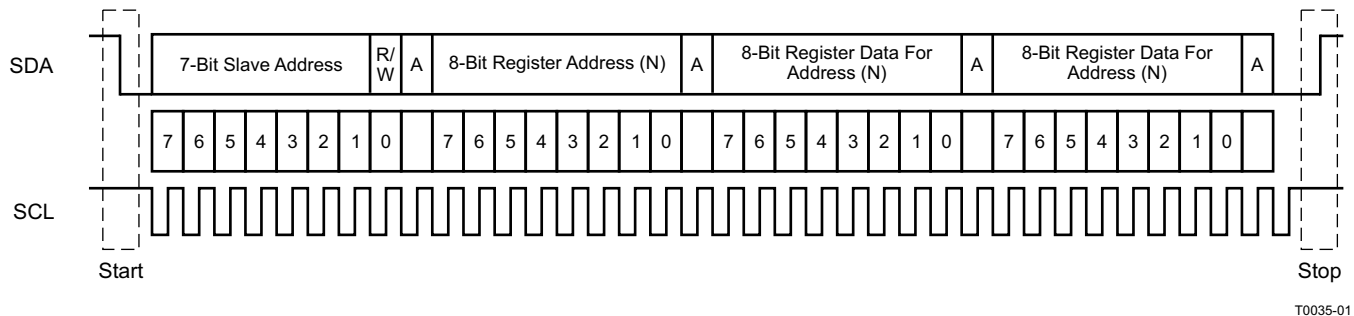 SDA
7-Bit Slave Address
R/
W
A
8-Bit Register Address (N)
A
8-Bit Register Data For
Address (N)
A
8-Bit Register Data For
Address (N)
A
7 6 5 4 3 2 1 0 7 6 5 4 3 2 1 0 7 6 5 4 3 2 1 0 7 6 5 4 3 2 1 0
SCL
Start
Stop
T0035-01